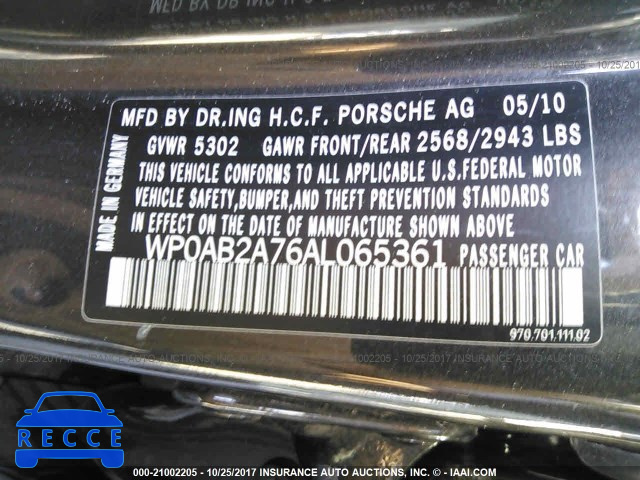 MFD BY DR.ING H.C.F. PORSCHE AG 05/10
GVWR 5302 GAWR FRONT/REAR 2568/2943 LBS
THIS VEHICLE CONFORMS TO ALL APPLICABLE U.S.FEDERAL MOTOR
VEHICLE SAFETY,BUMPER,AND THEFT PREVENTION STANDARDS
IN EFFECT ON THE DATE OF MANUFACTURE SHOWN ABOVE.
WP0AB2A76AL065361 PASSENGER CAR
MADE IN GERMANY
970.701.111.02
RECCE
000-21002205 - 10/25/2017 INSURANCE AUTO AUCTIONS, INC. - © - IAAI.COM